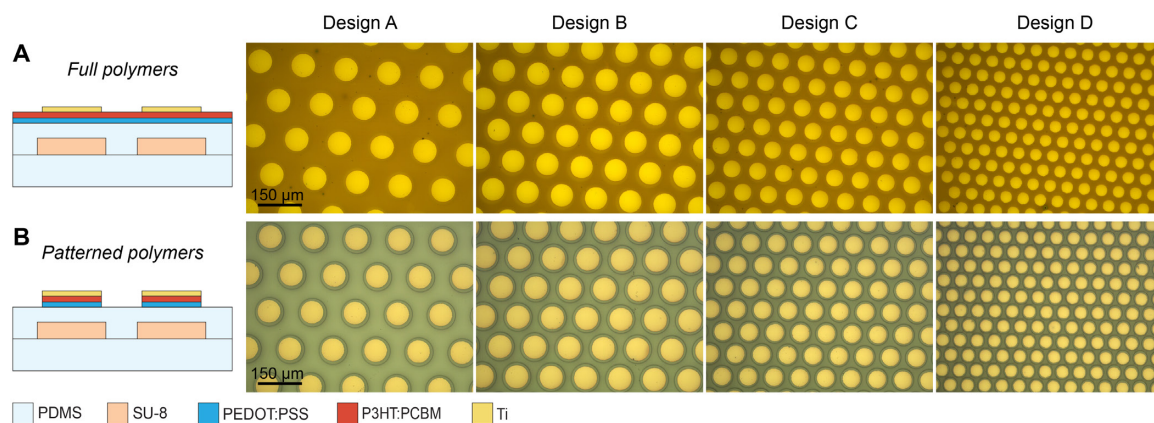 Design A
Design B
Design C
Design D
A
Full polymers
150 µm
B
Patterned polymers
150 µm
PDMS
SU-8
PEDOT:PSS
P3HT:PCBM
Ti